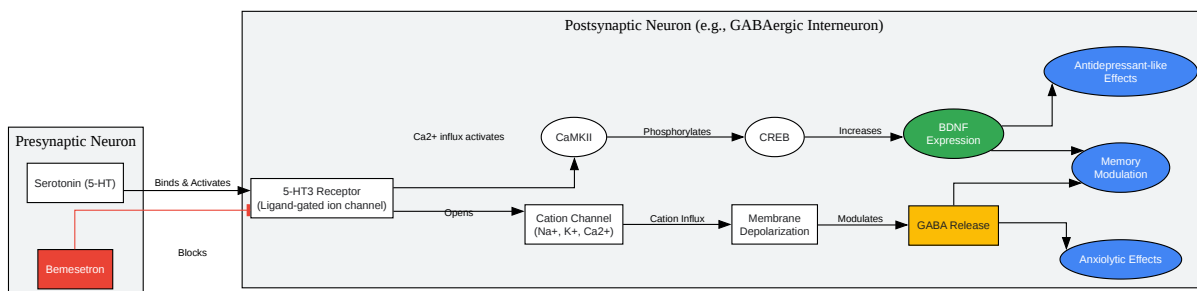 Postsynaptic Neuron (e.g., GABAergic Interneuron)
Antidepressant-like
Effects
Presynaptic Neuron
Ca2+ influx activates
CaMKII
Phosphorylates
CREB
Increases
BDNF
Expression
Memory
Modulation
Serotonin (5-HT)
Binds & Activates
5-HT3 Receptor
(Ligand-gated ion channel)
Opens
Cation Channel
(Na+, K+, Ca2+)
Cation Influx
Membrane
Depolarization
Modulates
GABA Release
Blocks
Bemesetron
Anxiolytic Effects